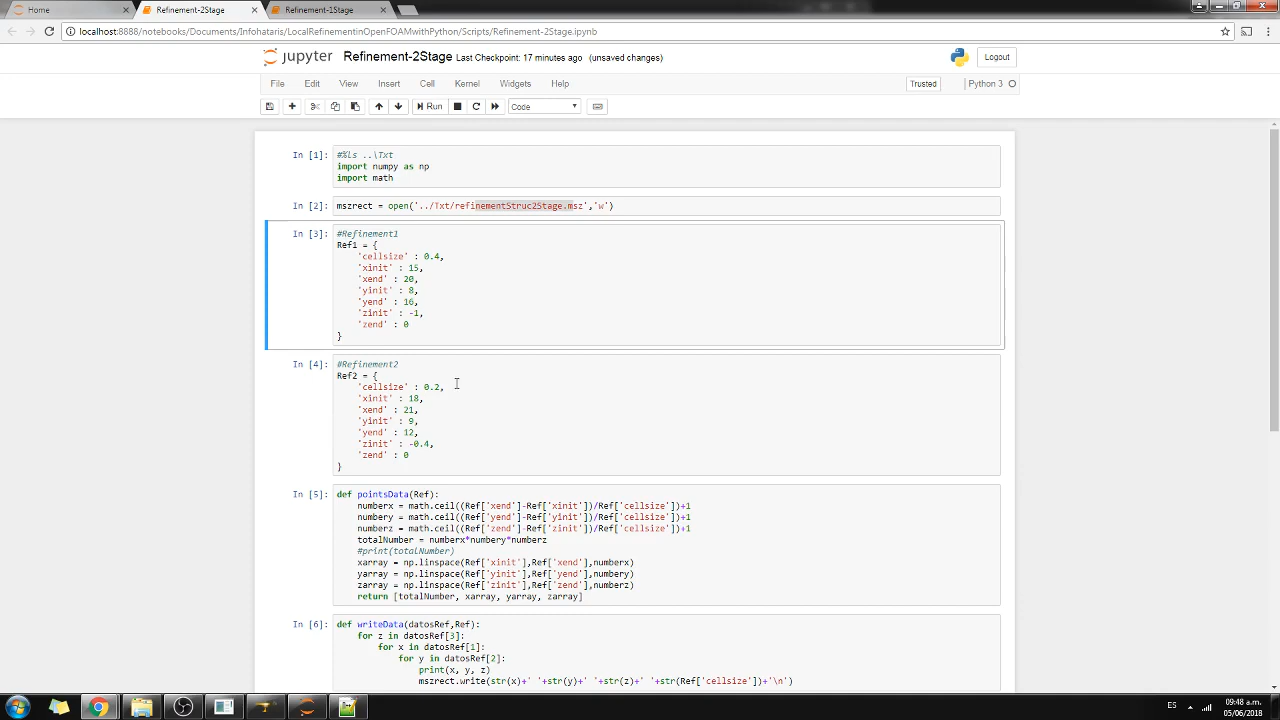 Home
Refinement-2Stage
Refinement-1Stage
localhost:8888/notebooks/Documents/Infohataris/LocalRefinementinOpenFOAMwithPython/Scripts/Refinement-2Stage.ipynb
jupyter Refinement-2Stage Last Checkpoint: 17 minutes ago (unsaved changes)
Logout
File Edit View Insert Cell Kernel Widgets Help
Trusted
Python 3
Run
Code
In [1]: #%ls ..\Txt
import numpy as np
import math
In [2]: mszrect = open('../Txt/refinementStruc2Stage.msz','w')
In [3]: #Refinement1
Ref1 = {
'cellsize' : 0.4,
'xinit' : 15,
'xend' : 20,
'yinit' : 8,
'yend' : 16,
'zinit' : -1,
'zend' : 0
}
In [4]: #Refinement2
Ref2 = {
'cellsize' : 0.2,
'xinit' : 18,
'xend' : 21,
'yinit' : 9,
'yend' : 12,
'zinit' : -0.4,
'zend' : 0
}
In [5]: def pointsData(Ref):
numberx = math.ceil((Ref['xend']-Ref['xinit'])/Ref['cellsize'])+1
numbery = math.ceil((Ref['yend']-Ref['yinit'])/Ref['cellsize'])+1
numberz = math.ceil((Ref['zend']-Ref['zinit'])/Ref['cellsize'])+1
totalNumber = numberx*numbery*numberz
#print(totalNumber)
xarray = np.linspace(Ref['xinit'],Ref['xend'],numberx)
yarray = np.linspace(Ref['yinit'],Ref['yend'],numbery)
zarray = np.linspace(Ref['zinit'],Ref['zend'],numberz)
return [totalNumber, xarray, yarray, zarray]
In [6]: def writeData(datosRef,Ref):
for z in datosRef[3]:
for x in datosRef[1]:
for y in datosRef[2]:
print(x, y, z)
mszrect.write(str(x)+' '+str(y)+' '+str(z)+' '+str(Ref['cellsize'])+'\n')
ES
09:48 a.m.
05/06/2018